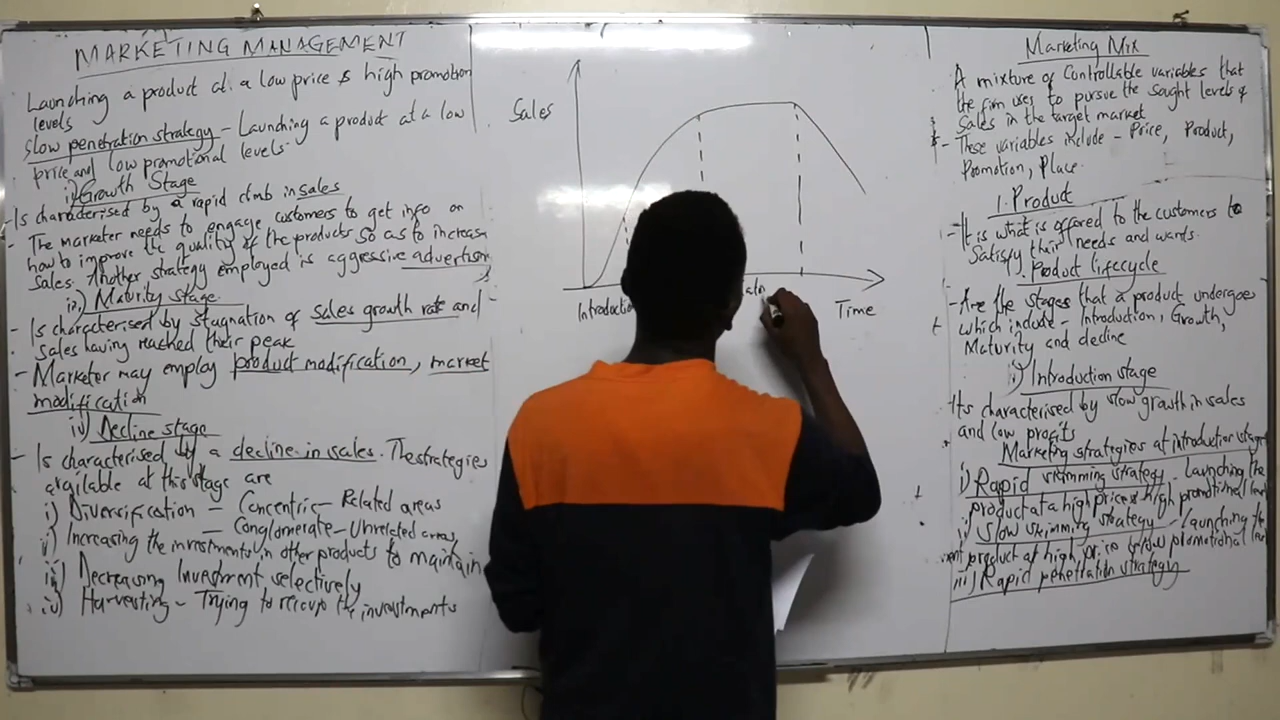 MARKETING MANAGEMENT
Launching a product at a low price & high promotion
levels
Slow penetration strategy - Launching a product at a low
price and low promotional levels.
Growth Stage
- Is characterised by a rapid climb in sales
- The marketer needs to engage customers to get info on
how to improve the quality of the products so as to increase
sales. Another strategy employed is aggressive advertisin
Maturity stage
- Is characterised by stagnation of sales growth rate and
sales having reached their peak
- Marketer may employ product modification, market
modification
iv) Decline stage
- Is characterised by a decline in sales. The strategies
available at this stage are
i) Diversification - Concentric - Related areas
- Conglomerate - Unrelated areas
ii) Increasing the investments in other products to maintain
iii) Decreasing Investment selectively
iv) Harvesting - Trying to recoup the investments
Sales
Introduction
Time
Marketing Mix
A mixture of Controllable variables that
the firm uses to pursue the sought levels of
Sales in the target market
- These variables include - Price, Product,
Promotion, Place.
1. Product
- It is what is offered to the customers to
Satisfy their needs and wants.
Product lifecycle
- Are the stages that a product undergoes
which include - Introduction, Growth,
Maturity and decline
i) Introduction stage
Its characterised by slow growth in sales
and low profits
Marketing strategies at introduction stage
i) Rapid skimming strategy - Launching the
product at a high price & high promotional level
ii) Slow skimming strategy - Launching the
product at high price & low promotional level
iii) Rapid penetration strategy